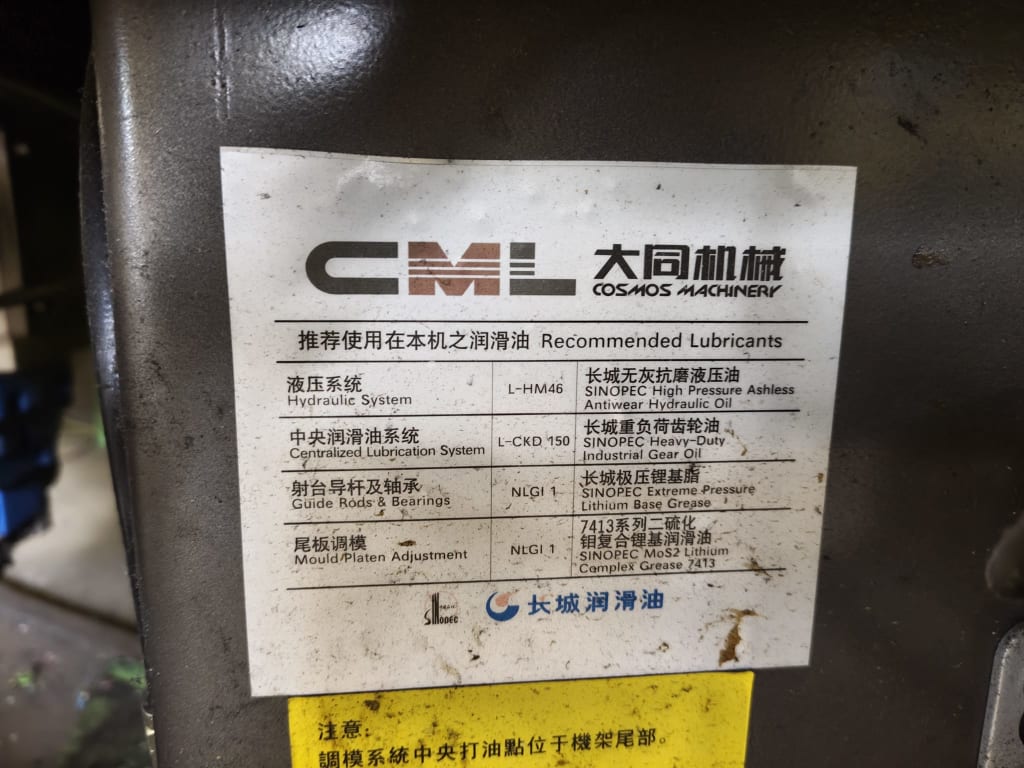 CML 大同机械
COSMOS MACHINERY
推荐使用在本机之润滑油 Recommended Lubricants
液压系统
Hydraulic System
L-HM46
长城无灰抗磨液压油
SINOPEC High Pressure Ashless
Antiwear Hydraulic Oil
中央润滑油系统
Centralized Lubrication System
L-CKD 150
长城重负荷齿轮油
SINOPEC Heavy-Duty
Industrial Gear Oil
射台导杆及轴承
Guide Rods & Bearings
NLGI 1
长城极压锂基脂
SINOPEC Extreme Pressure
Lithium Base Grease
尾板调模
Mould/Platen Adjustment
NLGI 1
7413系列二硫化
钼复合锂基润滑油
SINOPEC MoS2 Lithium
Complex Grease 7413
SINOPEC
长城润滑油
注意:
調模系統中央打油點位于機架尾部。